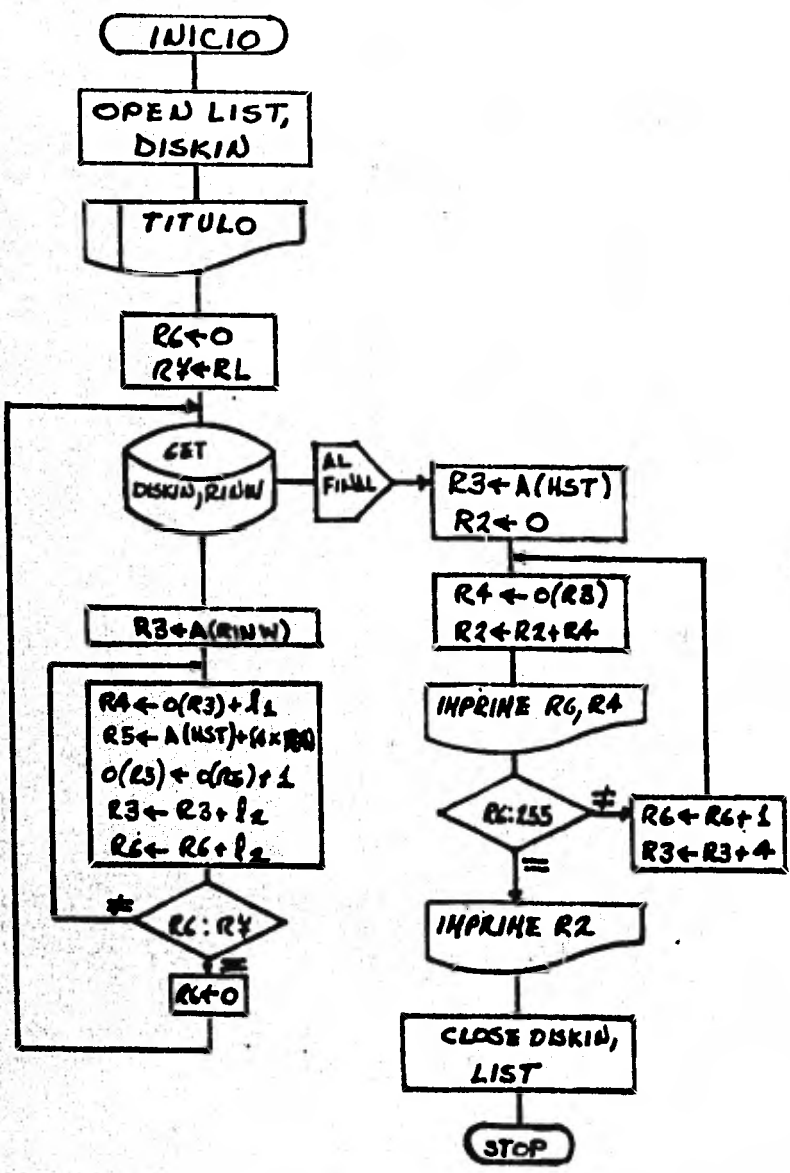 INICIO
OPEN LIST,
DISKIN
TITULO
R6←0
R7←RL
GET
DISKIN, RINW
AL
FINAL
R3←A(RINW)
R4←0(R3)+l1
R5←A(HST)+(4×R4)
0(R3)←0(R5)+1
R3←R3+l2
R6←R6+l2
≠
R6:R7
=
R6←0
R3←A(HST)
R2←0
R4←0(R3)
R2←R2+R4
IMPRIME R6, R4
R6:255
≠
=
R6←R6+1
R3←R3+4
IMPRIME R2
CLOSE DISKIN,
LIST
STOP